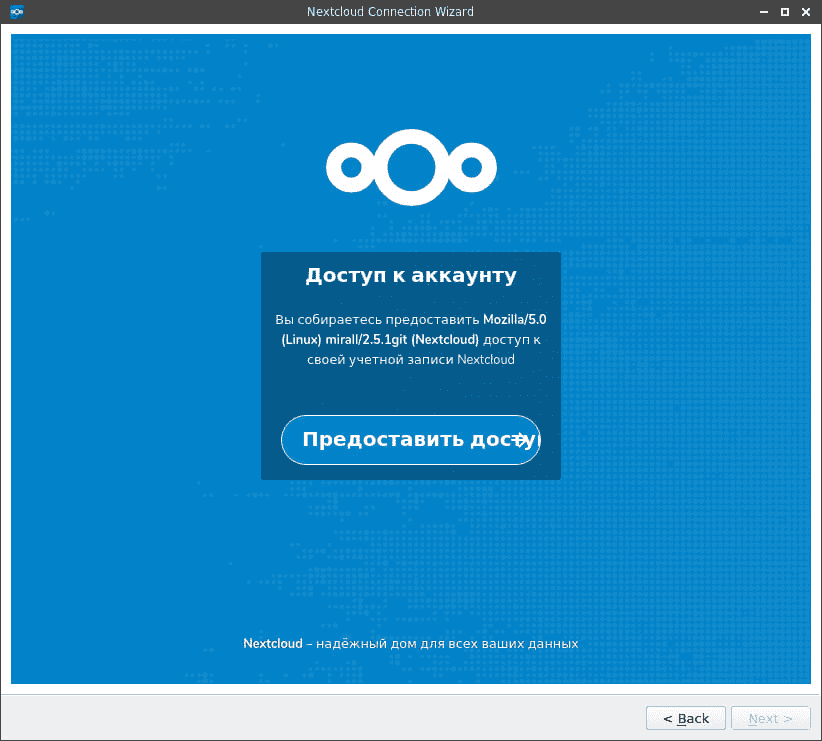 Nextcloud Connection Wizard
Доступ к аккаунту
Вы собираетесь предоставить Mozilla/5.0
(Linux) mirall/2.5.1git (Nextcloud) доступ к
своей учетной записи Nextcloud
Предоставить досту
Nextcloud – надёжный дом для всех ваших данных
< Back
Next >